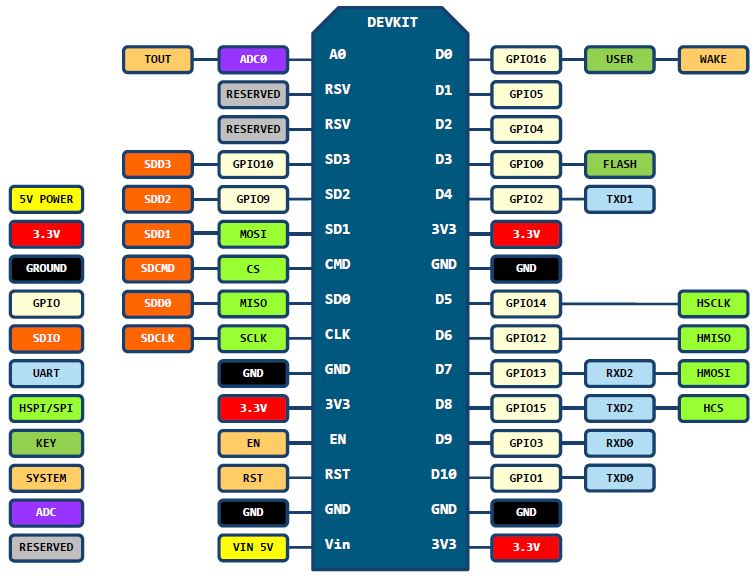 DEVKIT
TOUT ADC0 A0 D0 GPIO16 USER WAKE
RESERVED RSV D1 GPIO5
RESERVED RSV D2 GPIO4
SDD3 GPIO10 SD3 D3 GPIO0 FLASH
5V POWER SDD2 GPIO9 SD2 D4 GPIO2 TXD1
3.3V SDD1 MOSI SD1 3V3 3.3V
GROUND SDCMD CS CMD GND GND
GPIO SDD0 MISO SD0 D5 GPIO14 HSCLK
SDIO SDCLK SCLK CLK D6 GPIO12 HMISO
UART GND GND D7 GPIO13 RXD2 HMOSI
HSPI/SPI 3.3V 3V3 D8 GPIO15 TXD2 HCS
KEY EN EN D9 GPIO3 RXD0
SYSTEM RST RST D10 GPIO1 TXD0
ADC GND GND GND GND
RESERVED VIN 5V Vin 3V3 3.3V